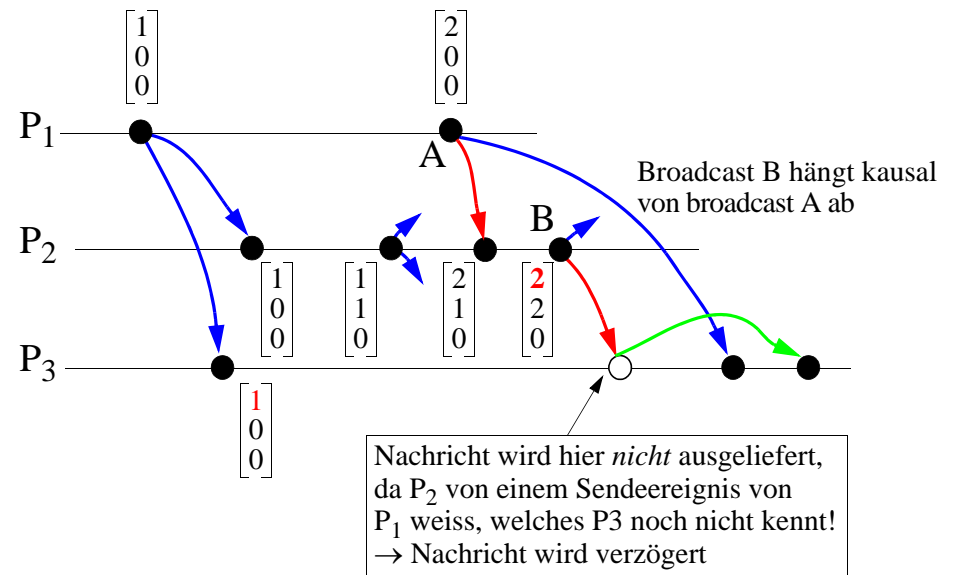 1
0
0
2
0
0
P1
A
Broadcast B hängt kausal
von broadcast A ab
B
P2
1
0
0
1
1
0
2
1
0
2
2
0
P3
1
0
0
Nachricht wird hier nicht ausgeliefert,
da P2 von einem Sendeereignis von
P1 weiss, welches P3 noch nicht kennt!
→ Nachricht wird verzögert